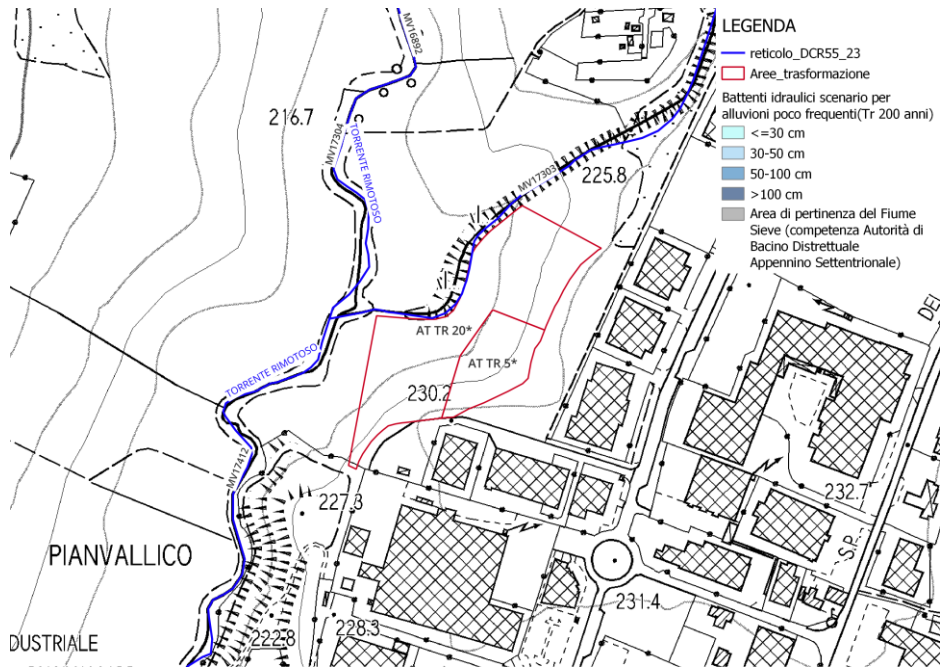 LEGENDA
reticolo_DCR55_23
Aree_trasformazione
Battenti idraulici scenario per
alluvioni poco frequenti(Tr 200 anni)
<=30 cm
30-50 cm
50-100 cm
>100 cm
Area di pertinenza del Fiume
Sieve (competenza Autorità di
Bacino Distrettuale
Appennino Settentrionale)
MV16892
216.7
MV17304
TORRENTE RIMOTOSO
MV17303
225.8
AT TR 20*
AT TR 5*
TORRENTE RIMOTOSO
230.2
MV17412
227.3
232.7
PIANVALLICO
S.P.
DEL
231.4
228.3
222.8
DUSTRIALE